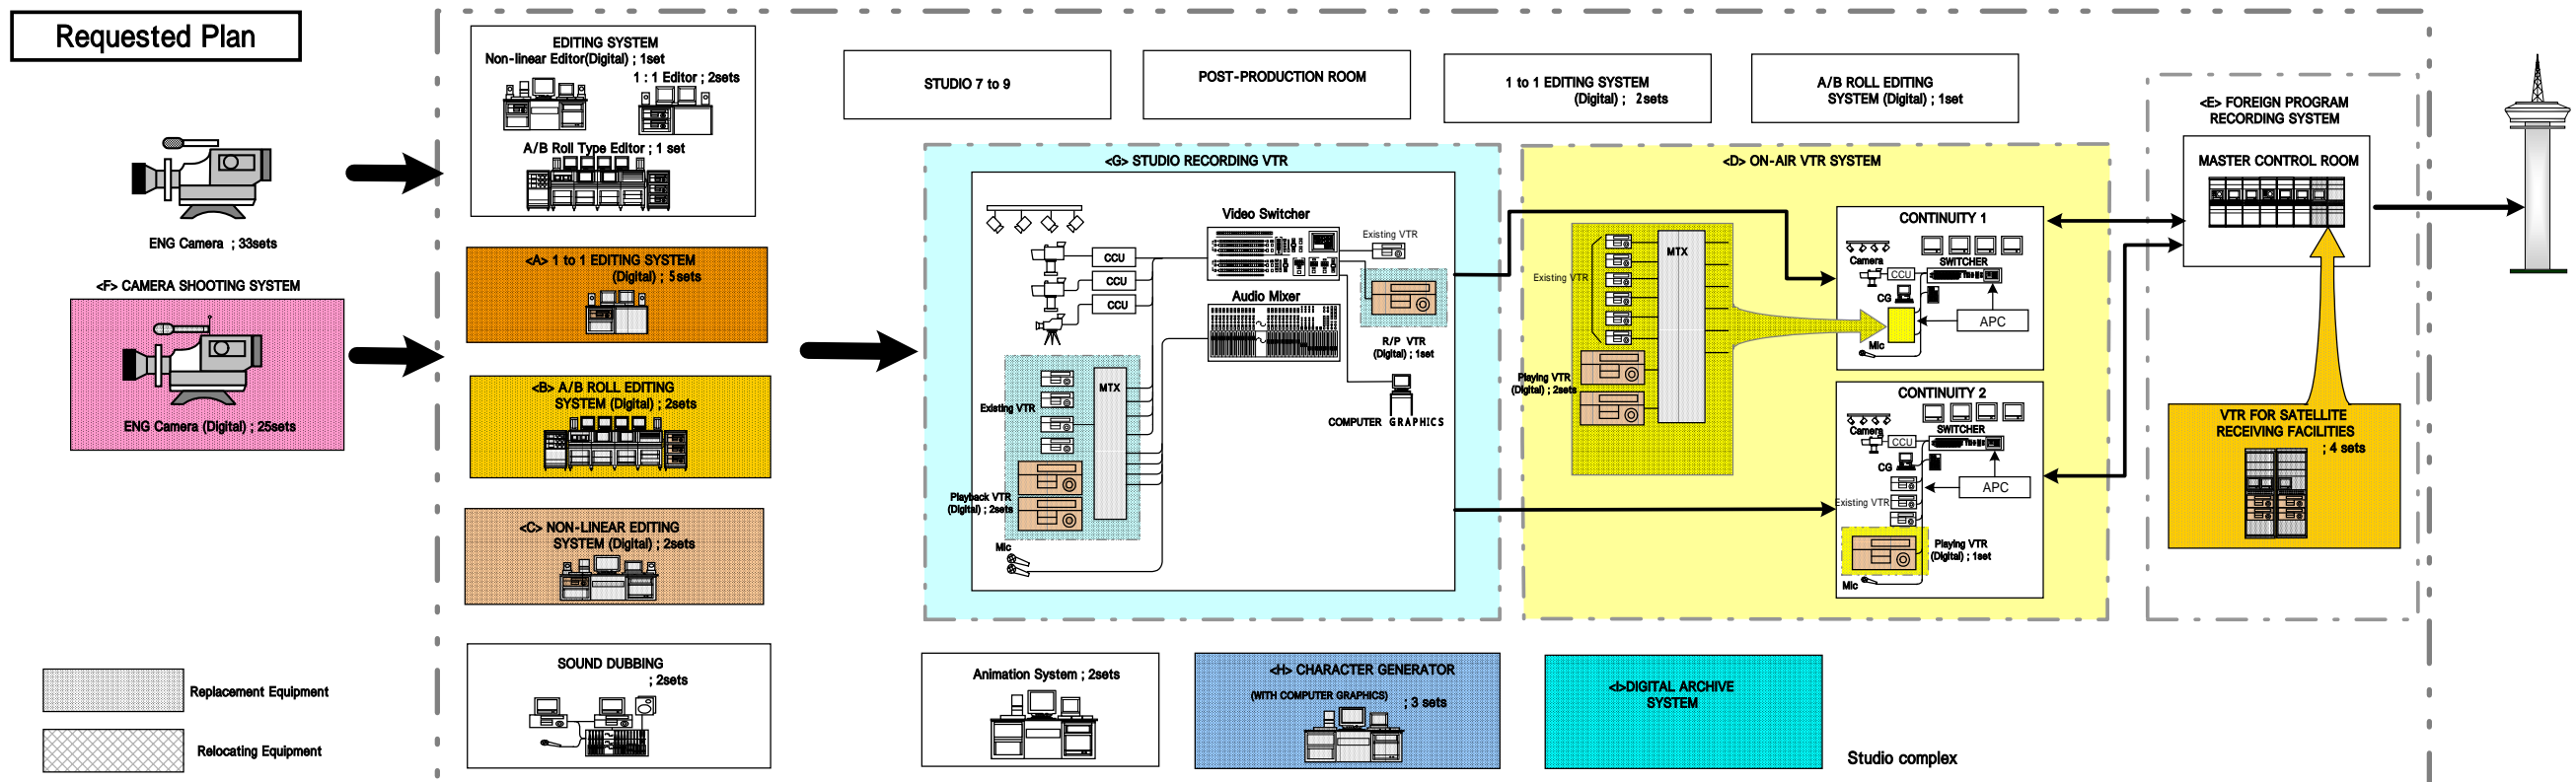 Requested Plan
ENG Camera ; 33sets
<F> CAMERA SHOOTING SYSTEM
ENG Camera (Digital) ; 25sets
Replacement Equipment
Relocating Equipment
EDITING SYSTEM
Non-linear Editor(Digital) ; 1set
1 : 1 Editor ; 2sets
A/B Roll Type Editor ; 1 set
<A> 1 to 1 EDITING SYSTEM
(Digital) ; 5sets
<B> A/B ROLL EDITING
SYSTEM (Digital) ; 2sets
<C> NON-LINEAR EDITING
SYSTEM (Digital) ; 2sets
SOUND DUBBING
; 2sets
STUDIO 7 to 9
POST-PRODUCTION ROOM
1 to 1 EDITING SYSTEM
(Digital) ; 2sets
A/B ROLL EDITING
SYSTEM (Digital) ; 1set
<G> STUDIO RECORDING VTR
Video Switcher
Existing VTR
CCU
CCU
CCU
Audio Mixer
R/P VTR
(Digital) ; 1set
MTX
Existing VTR
COMPUTER GRAPHICS
Playback VTR
(Digital) ; 2sets
Mic
<D> ON-AIR VTR SYSTEM
MTX
Existing VTR
Playing VTR
(Digital) ; 2sets
CONTINUITY 1
Camera
SWITCHER
CCU
CG
APC
Mic
CONTINUITY 2
Camera
SWITCHER
CCU
CG
APC
Existing VTR
Playing VTR
(Digital) ; 1set
Mic
<E> FOREIGN PROGRAM
RECORDING SYSTEM
MASTER CONTROL ROOM
VTR FOR SATELLITE
RECEIVING FACILITIES
; 4 sets
Animation System ; 2sets
<H> CHARACTER GENERATOR
(WITH COMPUTER GRAPHICS)
; 3 sets
<I>DIGITAL ARCHIVE
SYSTEM
Studio complex